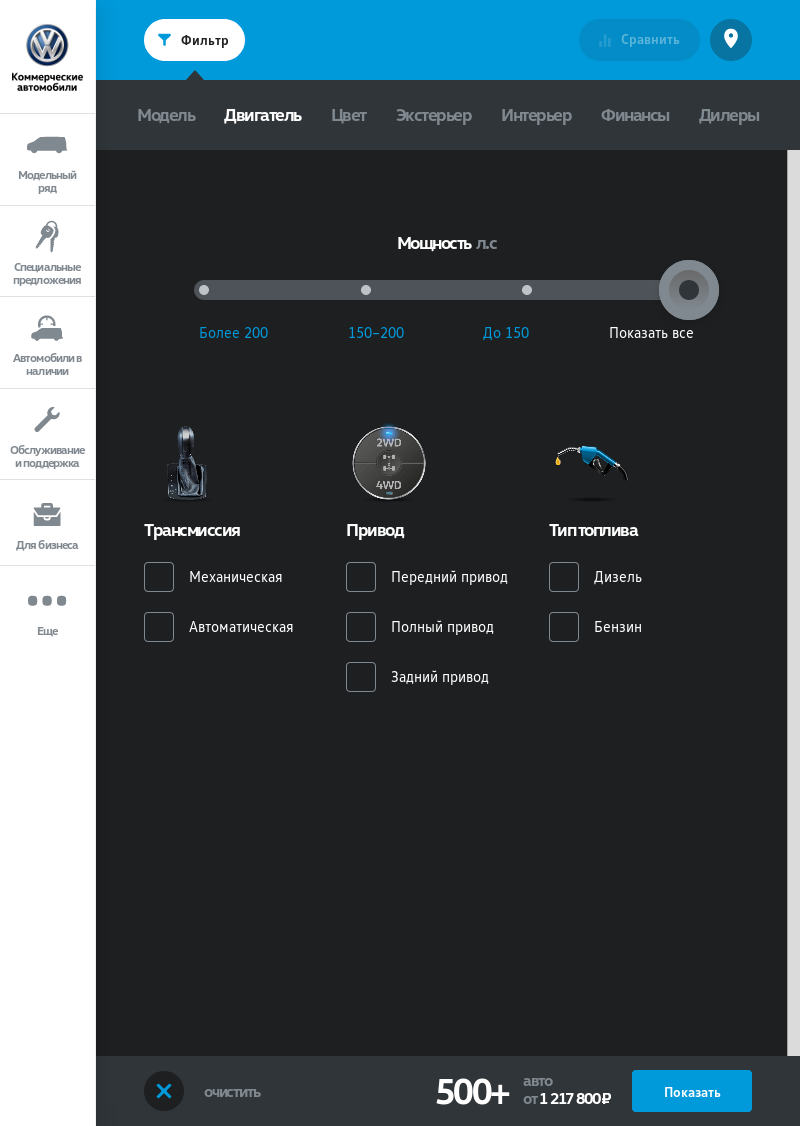 Коммерческие
автомобили
Модельный
ряд
Специальные
предложения
Автомобили в
наличии
Обслуживание
и поддержка
Для бизнеса
Еще
Фильтр
Сравнить
Модель Двигатель Цвет Экстерьер Интерьер Финансы Дилеры
Мощность л.с
Более 200 150–200 До 150 Показать все
2WD
4WD
Трансмиссия
Механическая
Автоматическая
Привод
Передний привод
Полный привод
Задний привод
Тип топлива
Дизель
Бензин
очистить
500+
авто
от 1 217 800 ₽
Показать